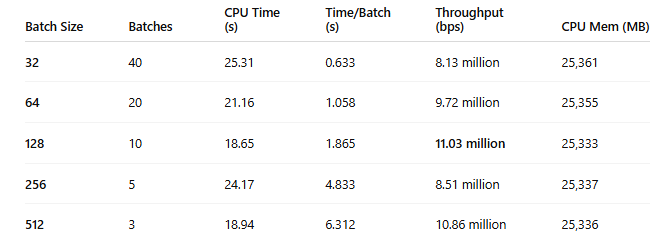 Batch Size Batches CPU Time (s) Time/Batch (s) Throughput (bps) CPU Mem (MB)
32 40 25.31 0.633 8.13 million 25,361
64 20 21.16 1.058 9.72 million 25,355
128 10 18.65 1.865 11.03 million 25,333
256 5 24.17 4.833 8.51 million 25,337
512 3 18.94 6.312 10.86 million 25,336